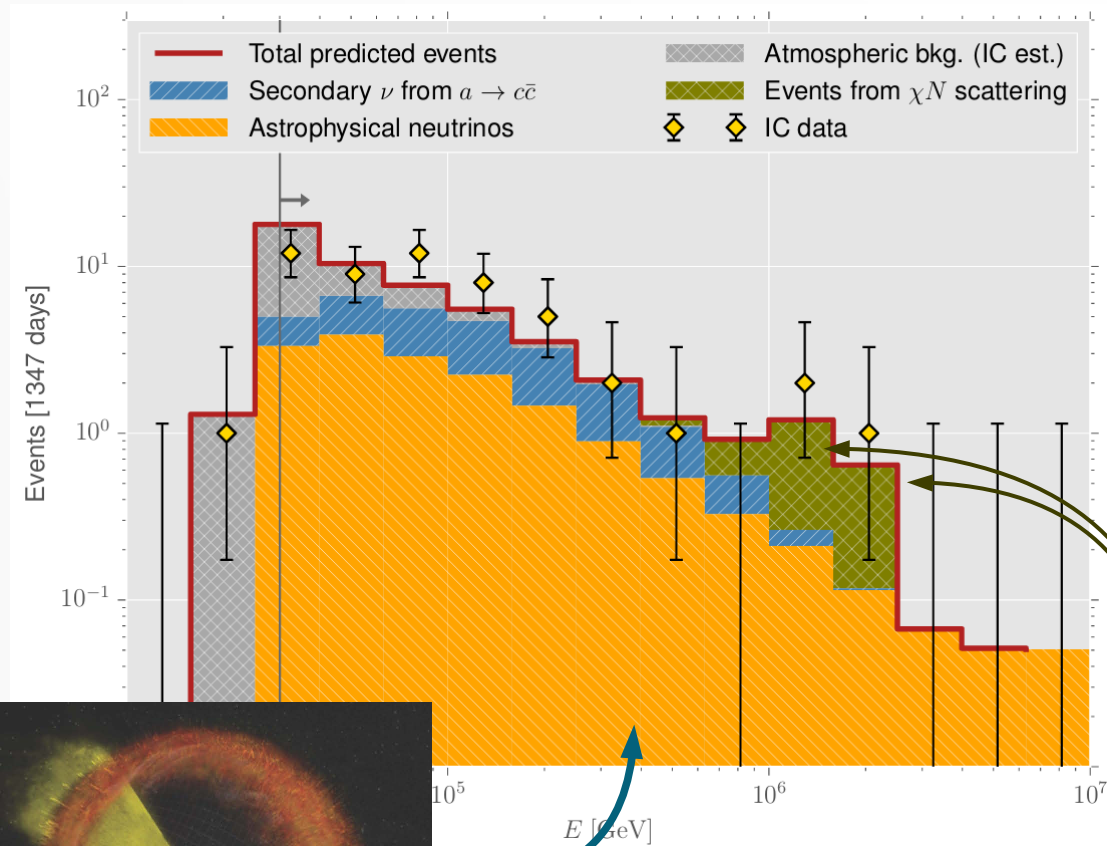 Total predicted events
Secondary ν from a → cc̄
Astrophysical neutrinos
Atmospheric bkg. (IC est.)
Events from χN scattering
IC data
10²
10¹
10⁰
10⁻¹
Events [1347 days]
10⁵
10⁶
10⁷
E [GeV]